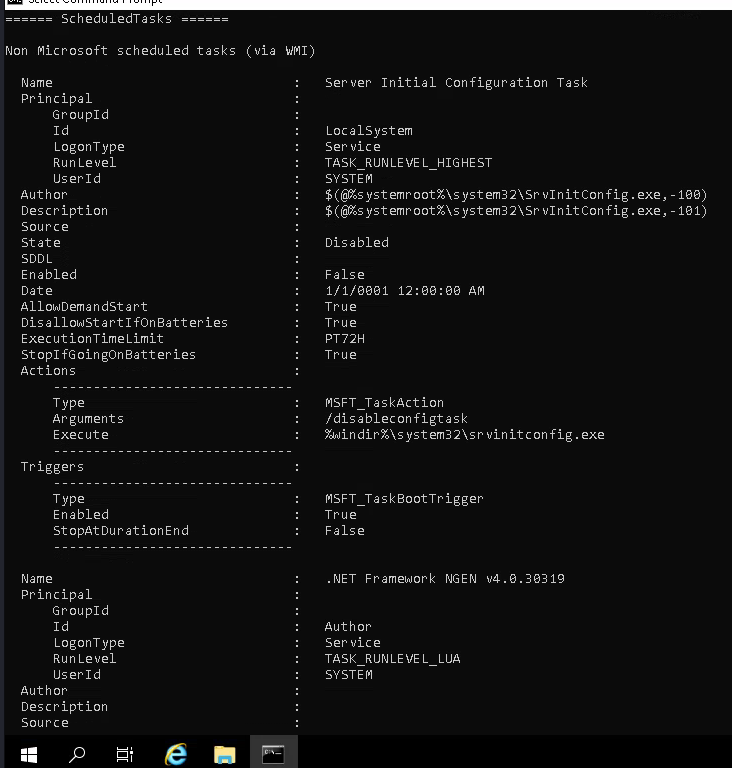 Select Command Prompt
====== ScheduledTasks ======
Non Microsoft scheduled tasks (via WMI)
Name : Server Initial Configuration Task
Principal :
GroupId :
Id : LocalSystem
LogonType : Service
RunLevel : TASK_RUNLEVEL_HIGHEST
UserId : SYSTEM
Author : $(@%systemroot%\system32\SrvInitConfig.exe,-100)
Description : $(@%systemroot%\system32\SrvInitConfig.exe,-101)
Source :
State : Disabled
SDDL :
Enabled : False
Date : 1/1/0001 12:00:00 AM
AllowDemandStart : True
DisallowStartIfOnBatteries : True
ExecutionTimeLimit : PT72H
StopIfGoingOnBatteries : True
Actions :
------------------------------
Type : MSFT_TaskAction
Arguments : /disableconfigtask
Execute : %windir%\system32\srvinitconfig.exe
------------------------------
Triggers :
------------------------------
Type : MSFT_TaskBootTrigger
Enabled : True
StopAtDurationEnd : False
------------------------------
Name : .NET Framework NGEN v4.0.30319
Principal :
GroupId :
Id : Author
LogonType : Service
RunLevel : TASK_RUNLEVEL_LUA
UserId : SYSTEM
Author :
Description :
Source :